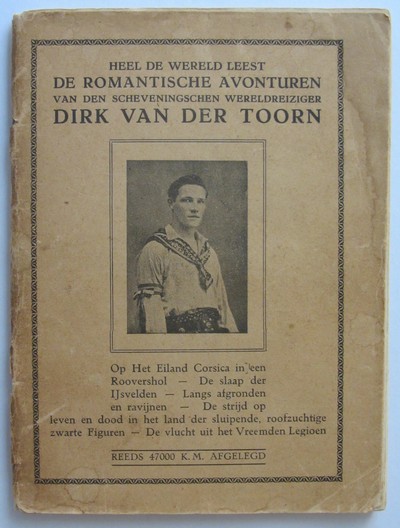 HEEL DE WERELD LEEST
DE ROMANTISCHE AVONTUREN
VAN DEN SCHEVENINGSCHEN WERELDREIZIGER
DIRK VAN DER TOORN
Op Het Eiland Corsica in een
Roovershol — De slaap der
IJsvelden — Langs afgronden
en ravijnen — De strijd op
leven en dood in het land der sluipende, roofzuchtige
zwarte Figuren — De vlucht uit het Vreemden Legioen
REEDS 47000 K.M. AFGELEGD